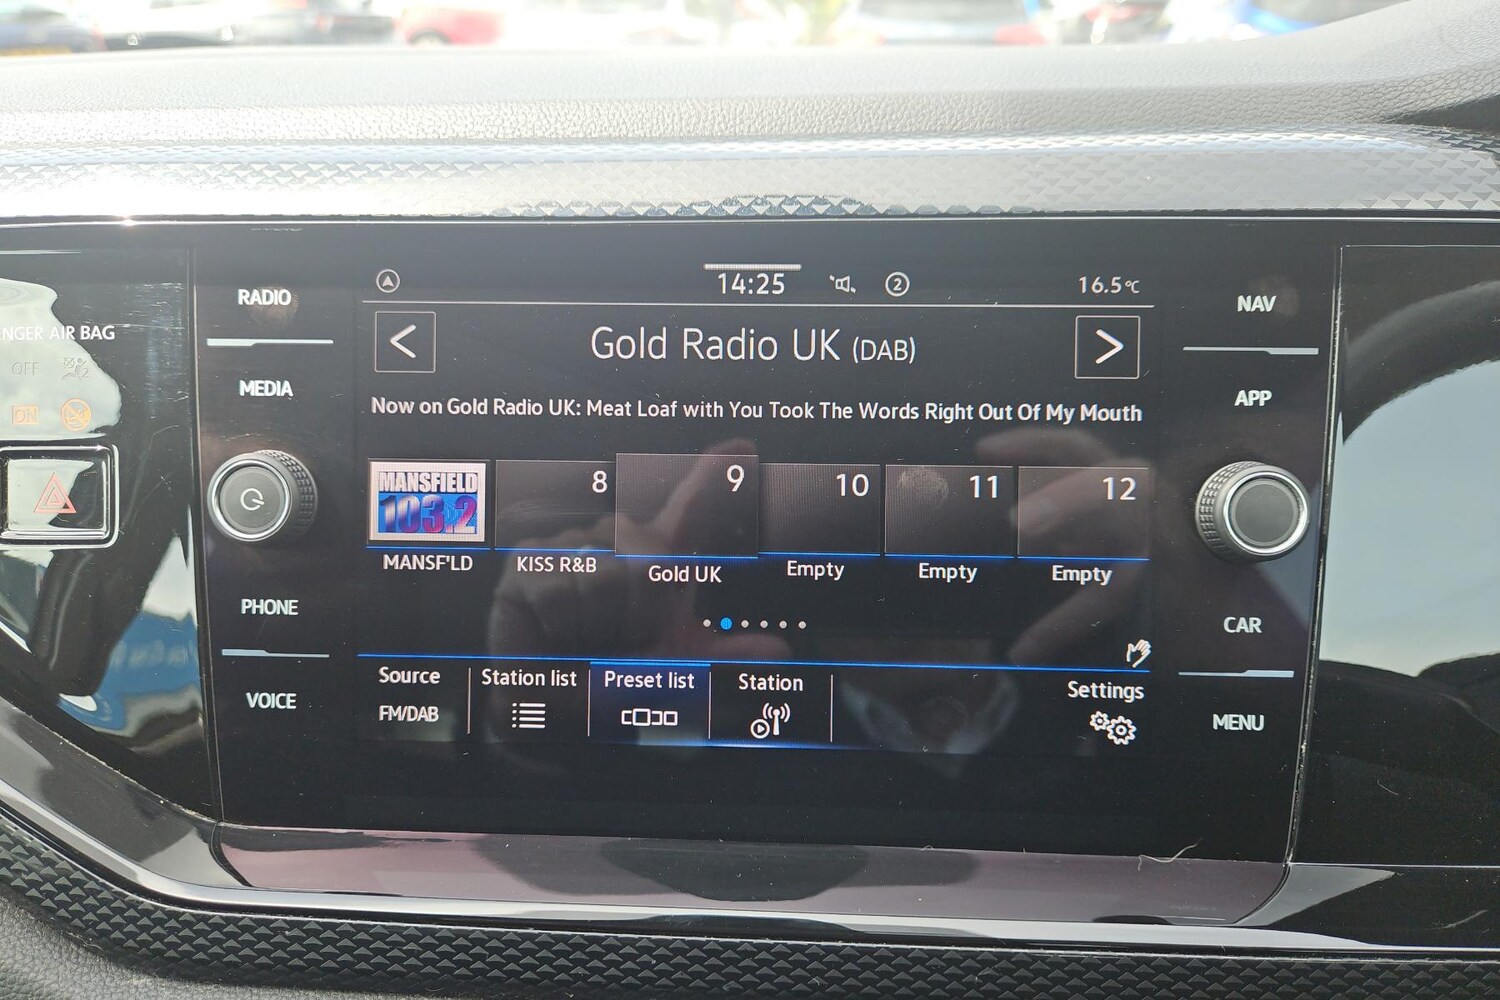 14:25
2
16.5°C
Gold Radio UK (DAB)
Now on Gold Radio UK: Meat Loaf with You Took The Words Right Out Of My Mouth
MANSFIELD
103.2
8
9
10
11
12
MANSF'LD
KISS R&B
Gold UK
Empty
Empty
Empty
Source
FM/DAB
Station list
Preset list
Station
Settings
RADIO
MEDIA
PHONE
VOICE
NAV
APP
CAR
MENU
NGER AIR BAG
OFF
ON